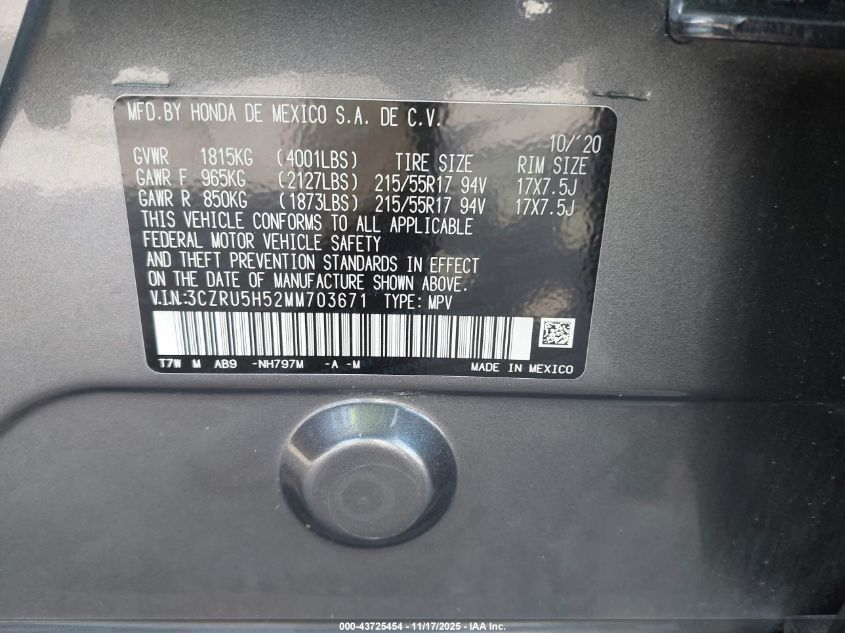 MFD.BY HONDA DE MEXICO S.A. DE C.V.
10/'20
GVWR 1815KG (4001LBS) TIRE SIZE RIM SIZE
GAWR F 965KG (2127LBS) 215/55R17 94V 17X7.5J
GAWR R 850KG (1873LBS) 215/55R17 94V 17X7.5J
THIS VEHICLE CONFORMS TO ALL APPLICABLE
FEDERAL MOTOR VEHICLE SAFETY
AND THEFT PREVENTION STANDARDS IN EFFECT
ON THE DATE OF MANUFACTURE SHOWN ABOVE.
V.I.N.:3CZRU5H52MM703671 TYPE: MPV
T7W M AB9 -NH797M -A -M MADE IN MEXICO
000-43725454 - 11/17/2025 - IAA Inc.